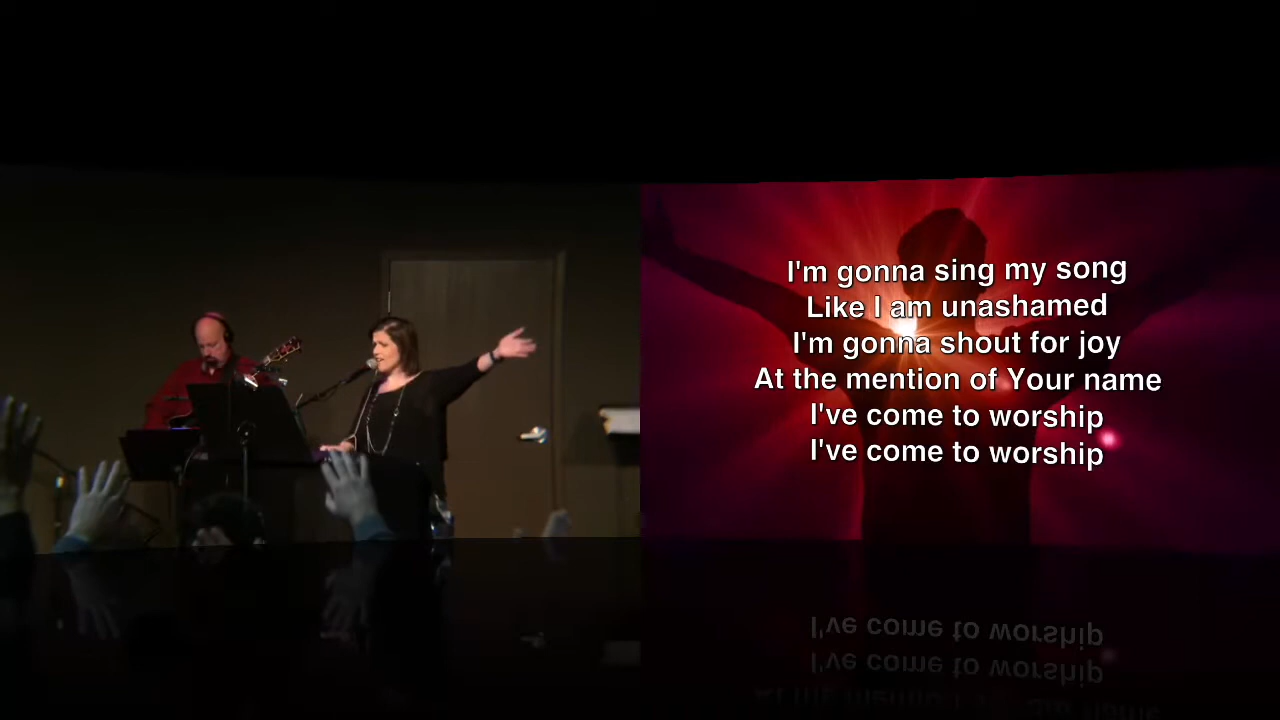 I'm gonna sing my song
Like I am unashamed
I'm gonna shout for joy
At the mention of Your name
I've come to worship
I've come to worship